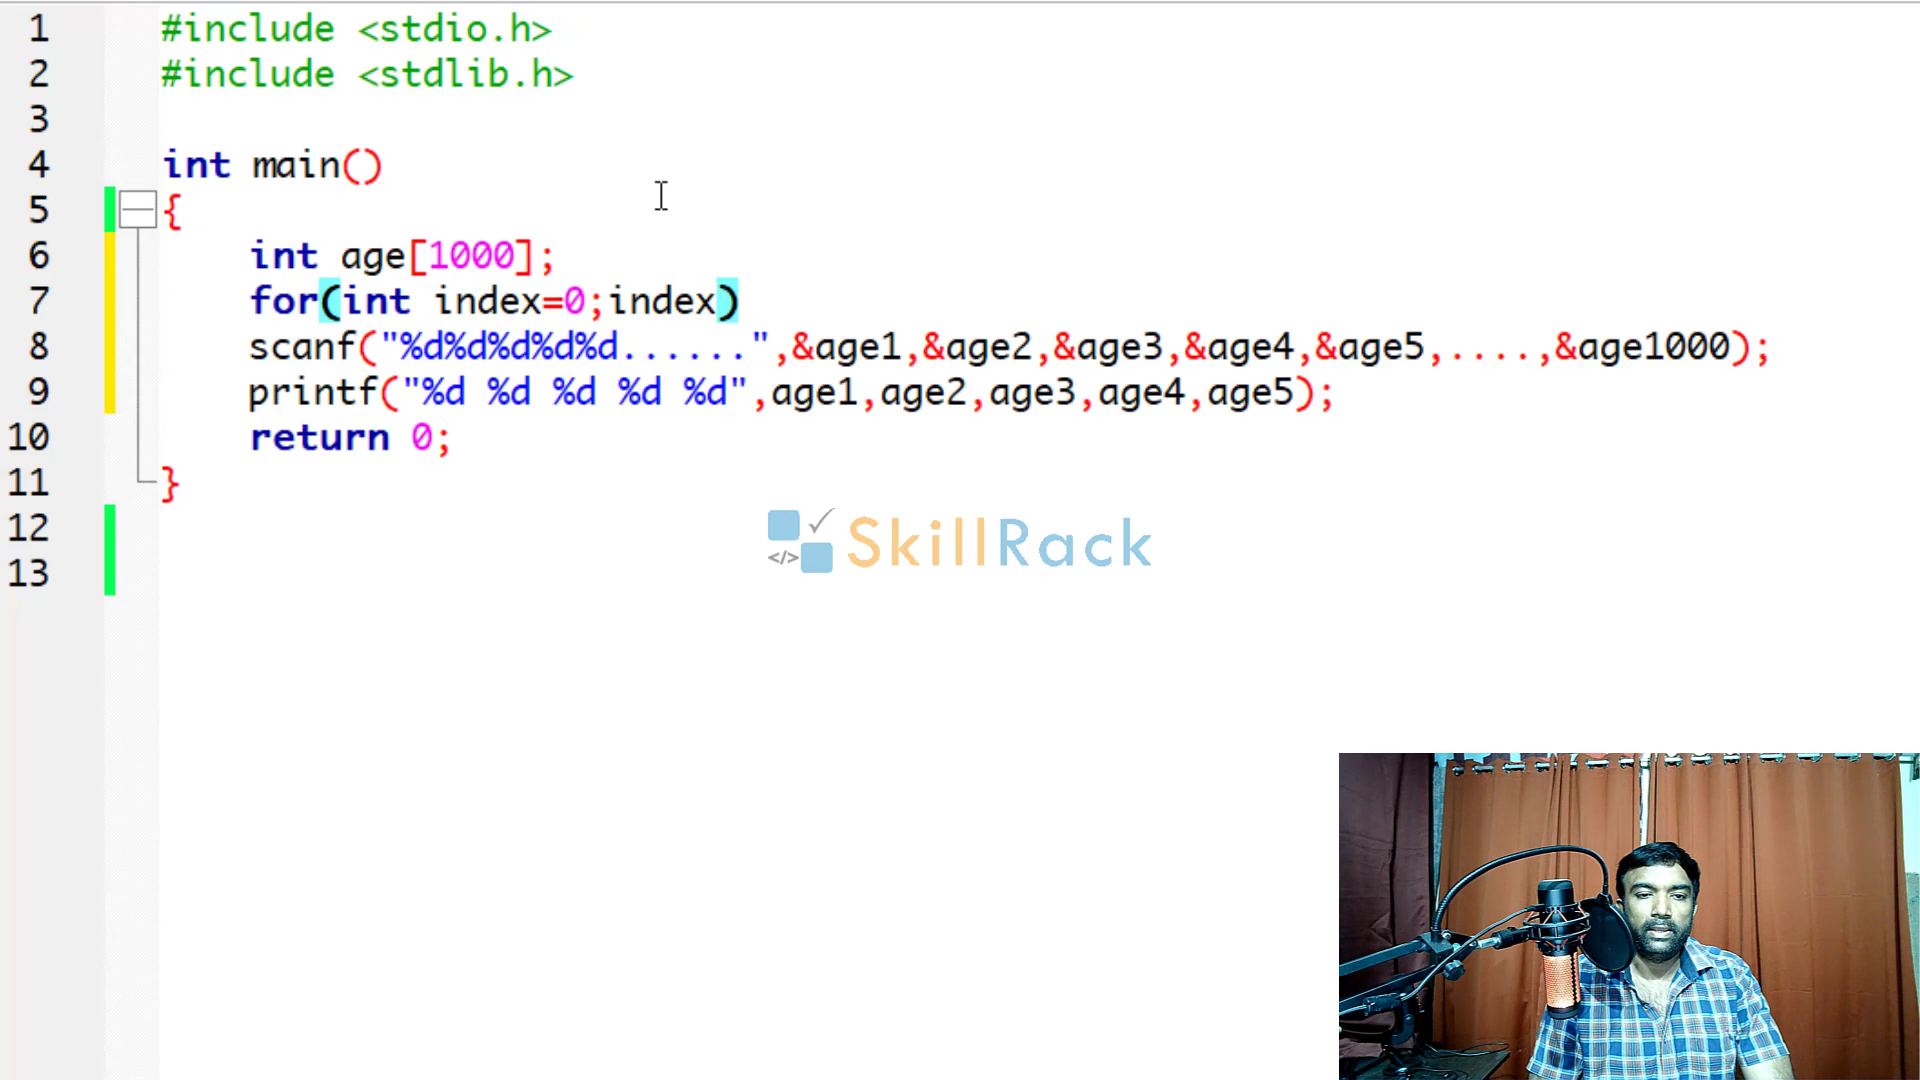 1 #include <stdio.h>
2 #include <stdlib.h>
3
4 int main()
5 {
6 int age[1000];
7 for(int index=0;index)
8 scanf("%d%d%d%d%d......",&age1,&age2,&age3,&age4,&age5,....,&age1000);
9 printf("%d %d %d %d %d",age1,age2,age3,age4,age5);
10 return 0;
11 }
12
13
</> SkillRack